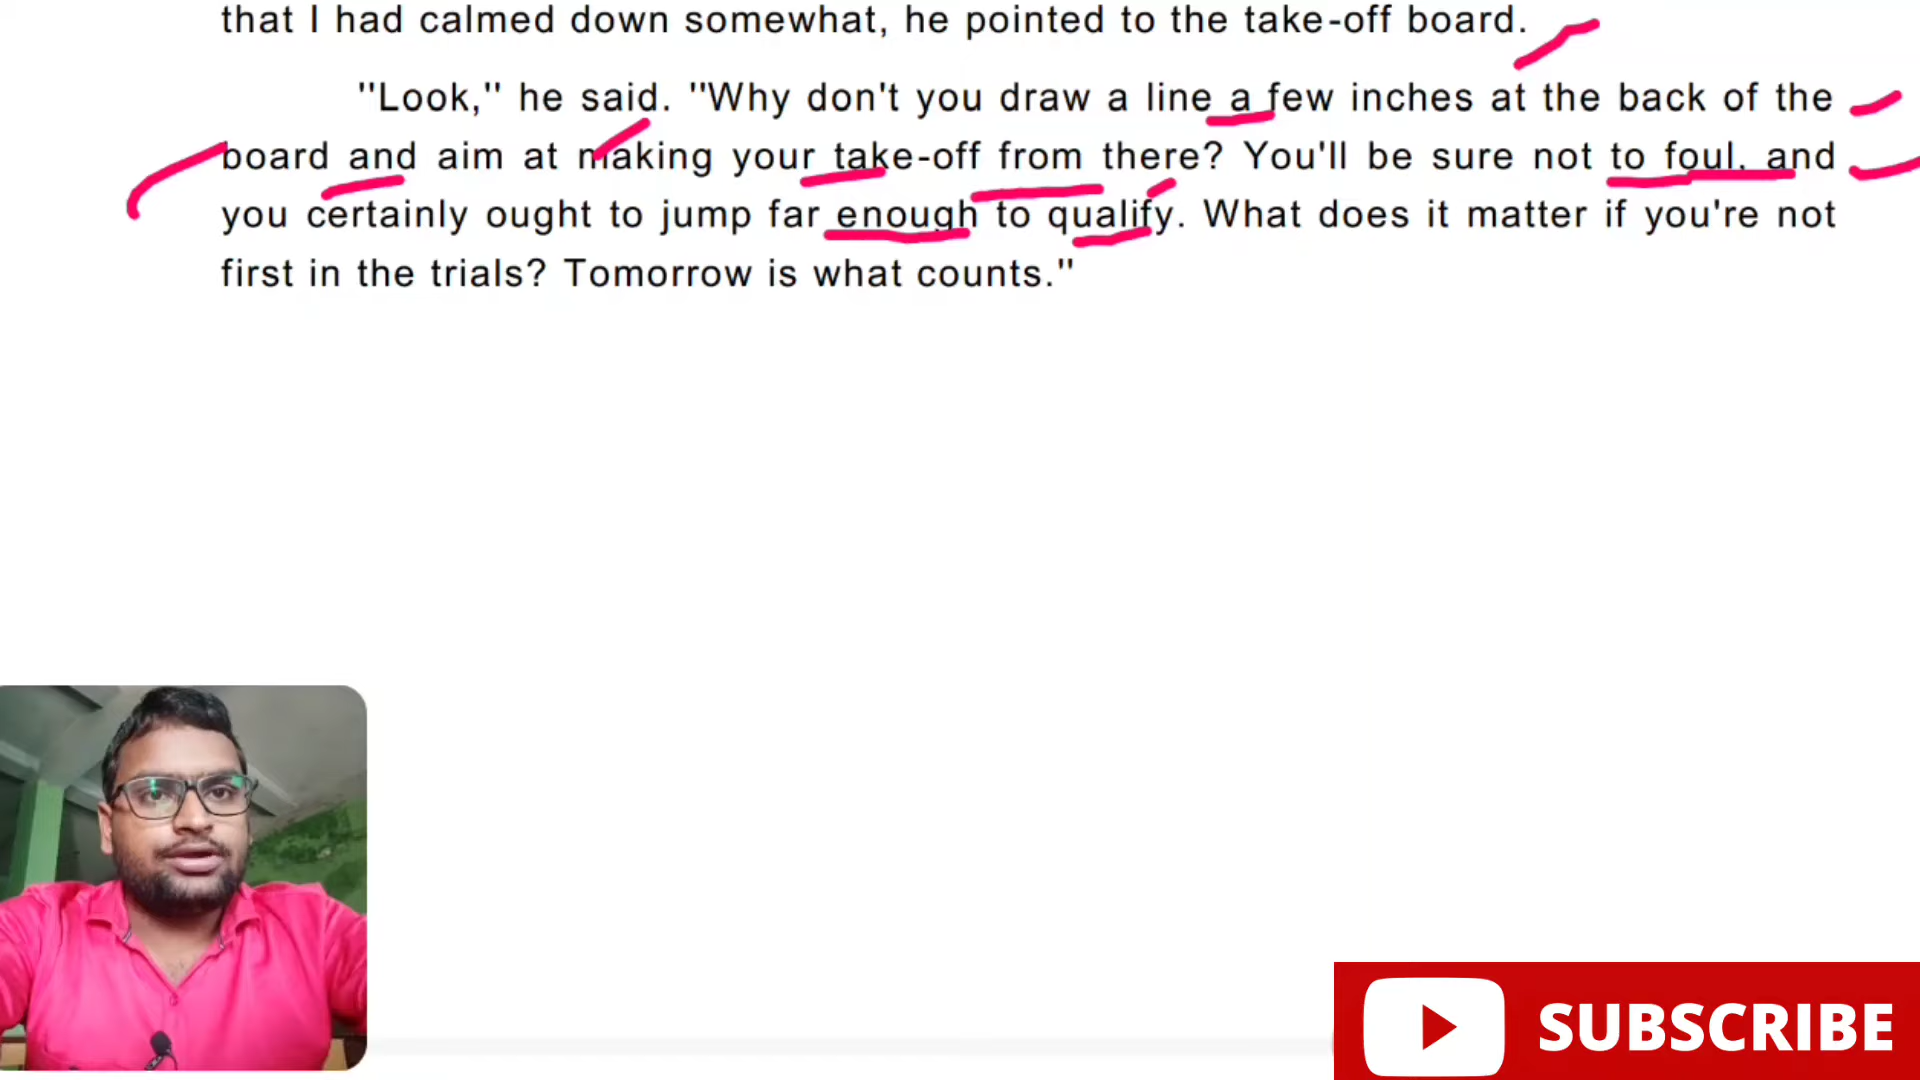 that I had calmed down somewhat, he pointed to the take-off board.
"Look," he said. "Why don't you draw a line a few inches at the back of the
board and aim at making your take-off from there? You'll be sure not to foul, and
you certainly ought to jump far enough to qualify. What does it matter if you're not
first in the trials? Tomorrow is what counts."
SUBSCRIBE